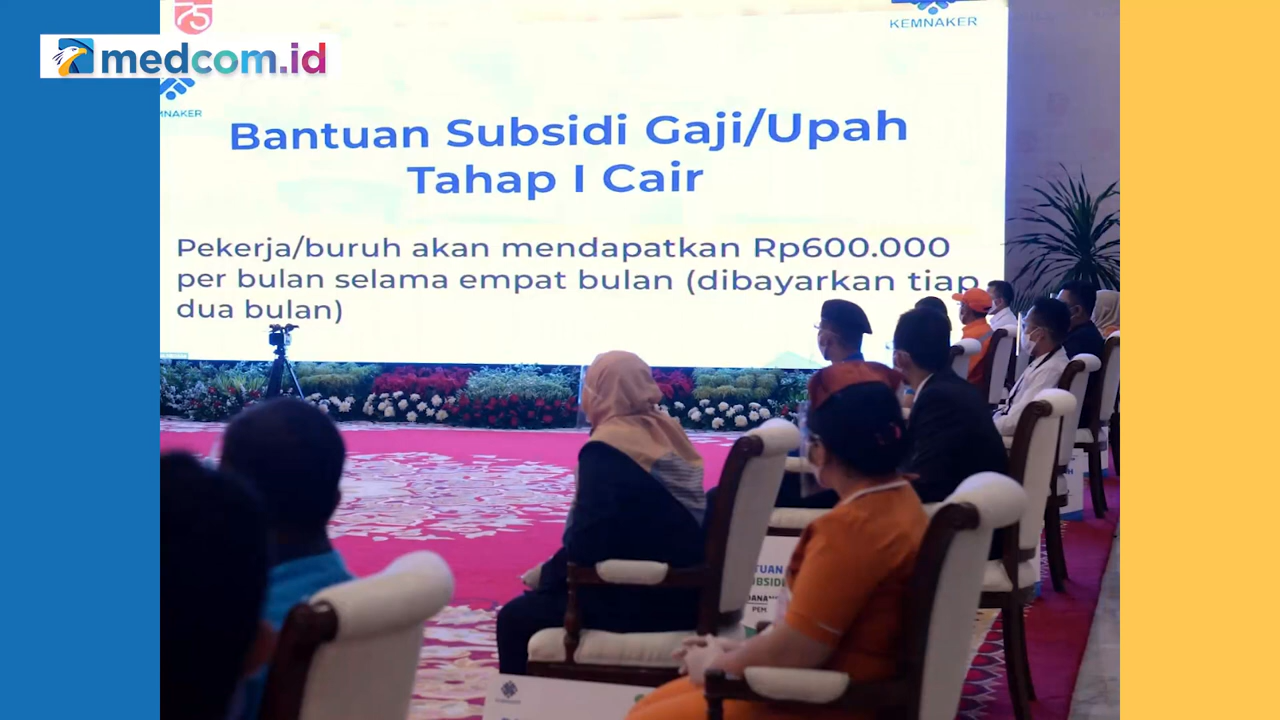 75
KEMNAKER
medcom.id
Bantuan Subsidi Gaji/Upah
Tahap I Cair
Pekerja/buruh akan mendapatkan Rp600.000
per bulan selama empat bulan (dibayarkan tiap
dua bulan)